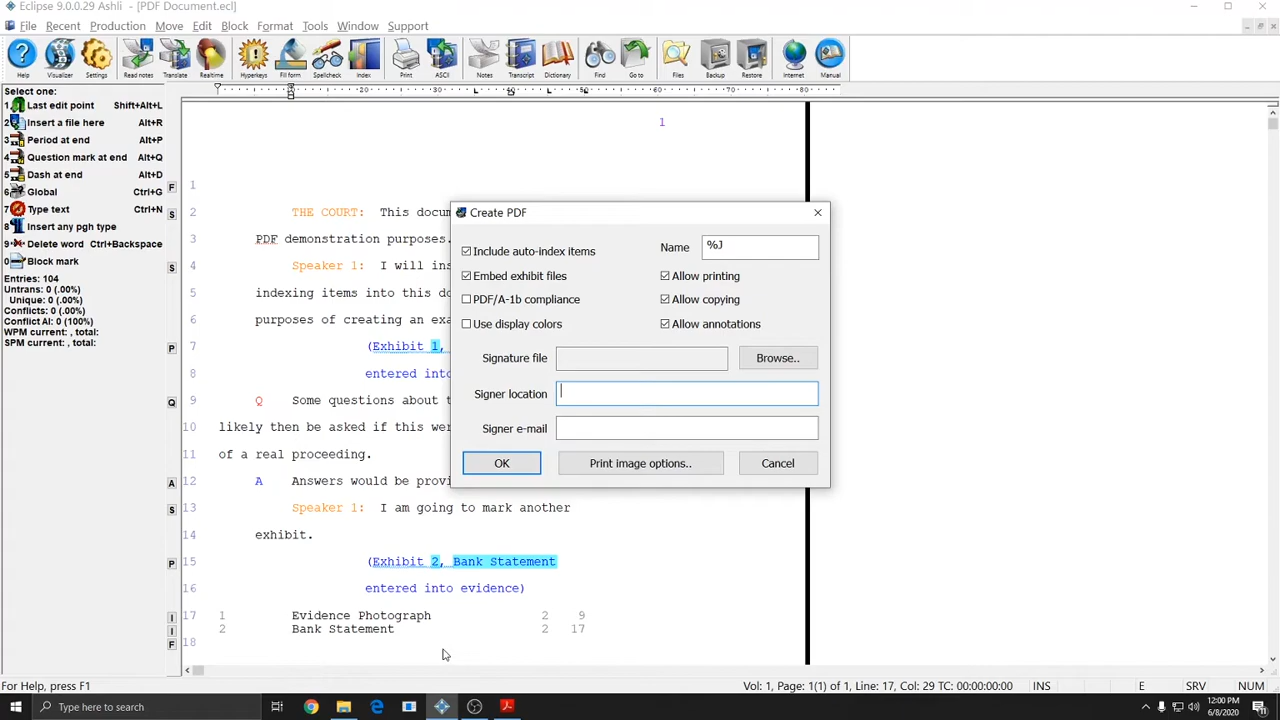 Eclipse 9.0.0.29 Ashli - [PDF Document.ecl]
File Recent Production Move Edit Block Format Tools Window Support
Help Visualizer Settings Read notes Translate Realtime Hyperkeys Fill form Spellcheck Index Print ASCII Notes Transcript Dictionary Find Go to Files Backup Restore Internet Manual
Select one:
1 Last edit point Shift+Alt+L
2 Insert a file here Alt+R
3 Period at end Alt+P
4 Question mark at end Alt+Q
5 Dash at end Alt+D
6 Global Ctrl+G
7 Type text Ctrl+N
8 Insert any pgh type
9 Delete word Ctrl+Backspace
0 Block mark
Entries: 104
Untrans: 0 (.00%)
Unique: 0 (.00%)
Conflicts: 0 (.00%)
Conflict AI: 0 (100%)
WPM current: , total:
SPM current: , total:
20 30 40 50 60 70 80
1
F 1
S 2 THE COURT: This docu
3 PDF demonstration purposes.
S 4 Speaker 1: I will ins
5 indexing items into this do
6 purposes of creating an exa
P 7 (Exhibit 1,
8 entered into
Q 9 Q Some questions about t
10 likely then be asked if this wer
11 of a real proceeding.
A 12 A Answers would be provi
S 13 Speaker 1: I am going to mark another
14 exhibit.
P 15 (Exhibit 2, Bank Statement
16 entered into evidence)
I 17 1 Evidence Photograph 2 9
I 2 Bank Statement 2 17
F 18
Create PDF
Include auto-index items Name %J
Embed exhibit files Allow printing
PDF/A-1b compliance Allow copying
Use display colors Allow annotations
Signature file Browse..
Signer location
Signer e-mail
OK Print image options.. Cancel
For Help, press F1 Vol: 1, Page: 1(1) of 1, Line: 17, Col: 29 TC: 00:00:00:00 INS E SRV NUM
Type here to search 12:00 PM
6/8/2020 11